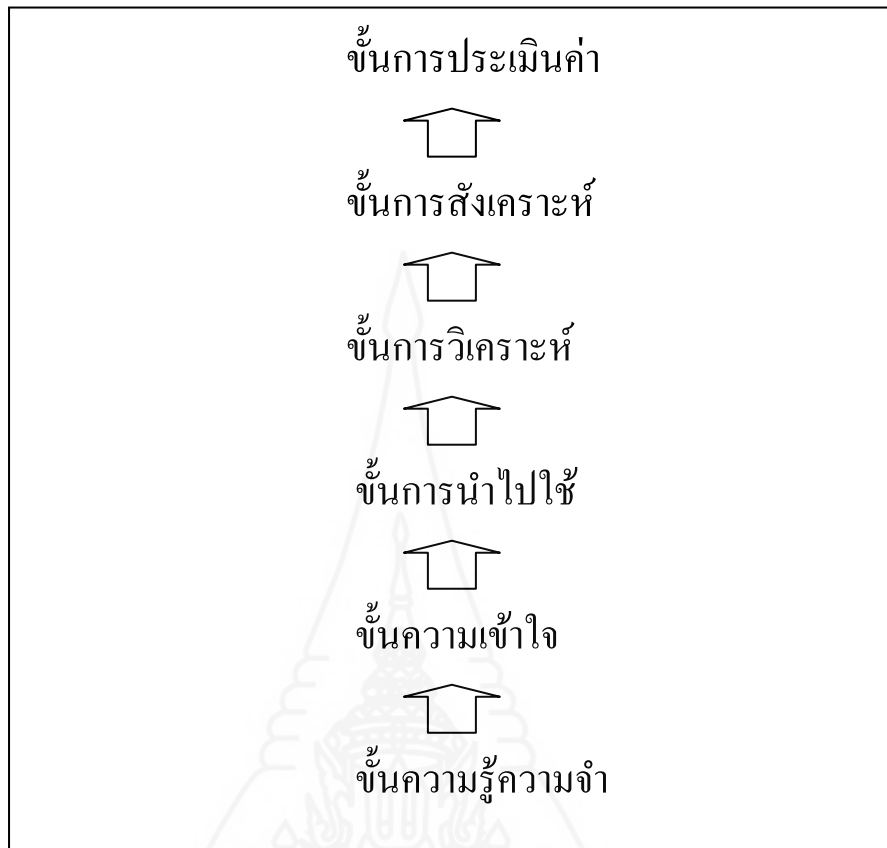 ขั้นการประเมินค่า
ขั้นการสังเคราะห์
ขั้นการวิเคราะห์
ขั้นการนำไปใช้
ขั้นความเข้าใจ
ขั้นความรู้ความจำ